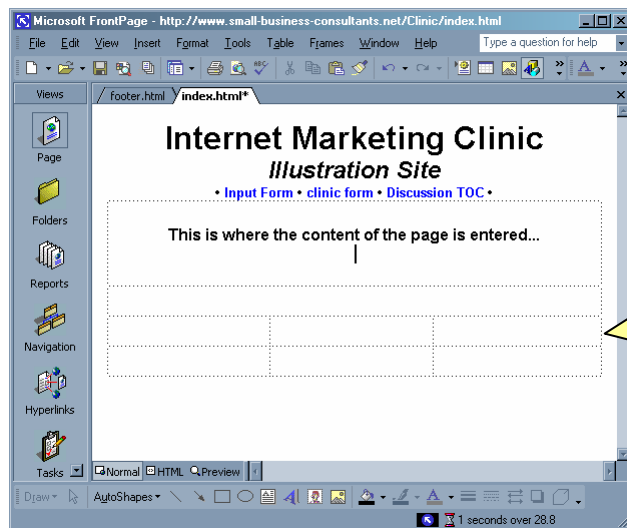 Microsoft FrontPage - http://www.small-business-consultants.net/Clinic/index.html
File Edit View Insert Format Tools Table Frames Window Help Type a question for help
Views
footer.html index.html*
Page
Folders
Reports
Navigation
Hyperlinks
Tasks
Internet Marketing Clinic
Illustration Site
• Input Form • clinic form • Discussion TOC •
This is where the content of the page is entered...
Normal HTML Preview
Draw AutoShapes
1 seconds over 28.8